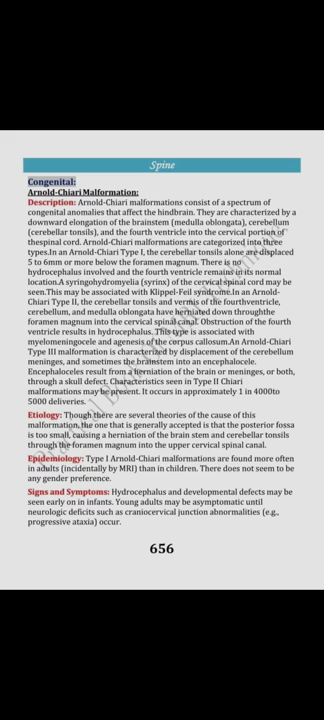 Spine
Congenital:
Arnold-Chiari Malformation:
Description: Arnold-Chiari malformations consist of a spectrum of
congenital anomalies that affect the hindbrain. They are characterized by a
downward elongation of the brainstem (medulla oblongata), cerebellum
(cerebellar tonsils), and the fourth ventricle into the cervical portion of
thespinal cord. Arnold-Chiari malformations are categorized into three
types.In an Arnold-Chiari Type I, the cerebellar tonsils alone are displaced
5 to 6mm or more below the foramen magnum. There is no
hydrocephalus involved and the fourth ventricle remains in its normal
location.A syringohydromyelia (syrinx) of the cervical spinal cord may be
seen.This may be associated with Klippel-Feil syndrome.In an Arnold-
Chiari Type II, the cerebellar tonsils and vermis of the fourthventricle,
cerebellum, and medulla oblongata have herniated down throughthe
foramen magnum into the cervical spinal canal. Obstruction of the fourth
ventricle results in hydrocephalus. This type is associated with
myelomeningocele and agenesis of the corpus callosum.An Arnold-Chiari
Type III malformation is characterized by displacement of the cerebellum
meninges, and sometimes the brainstem into an encephalocele.
Encephaloceles result from a herniation of the brain or meninges, or both,
through a skull defect. Characteristics seen in Type II Chiari
malformations may be present. It occurs in approximately 1 in 4000to
5000 deliveries.
Etiology: Though there are several theories of the cause of this
malformation, the one that is generally accepted is that the posterior fossa
is too small, causing a herniation of the brain stem and cerebellar tonsils
through the foramen magnum into the upper cervical spinal canal.
Epidemiology: Type I Arnold-Chiari malformations are found more often
in adults (incidentally by MRI) than in children. There does not seem to be
any gender preference.
Signs and Symptoms: Hydrocephalus and developmental defects may be
seen early on in infants. Young adults may be asymptomatic until
neurologic deficits such as craniocervical junction abnormalities (e.g.,
progressive ataxia) occur.
656